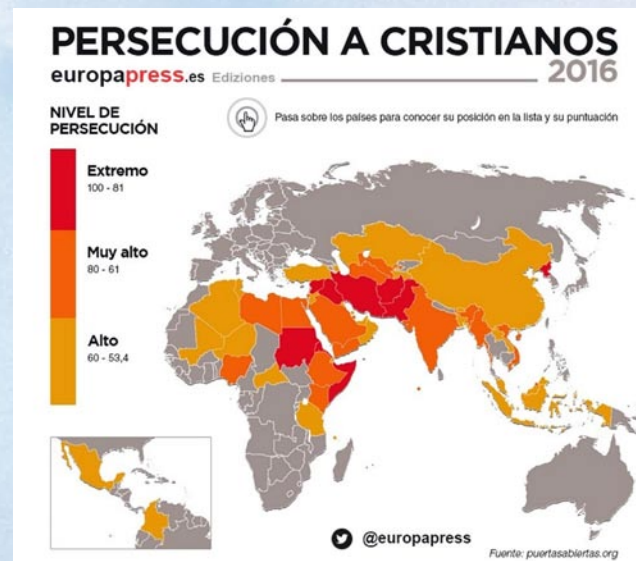 PERSECUCIÓN A CRISTIANOS
europapress.es Ediziones 2016
NIVEL DE
PERSECUCIÓN
Pasa sobre los países para conocer su posición en la lista y su puntuación
Extremo
100 - 81
Muy alto
80 - 61
Alto
60 - 53,4
@europapress
Fuente: puertasabiertas.org